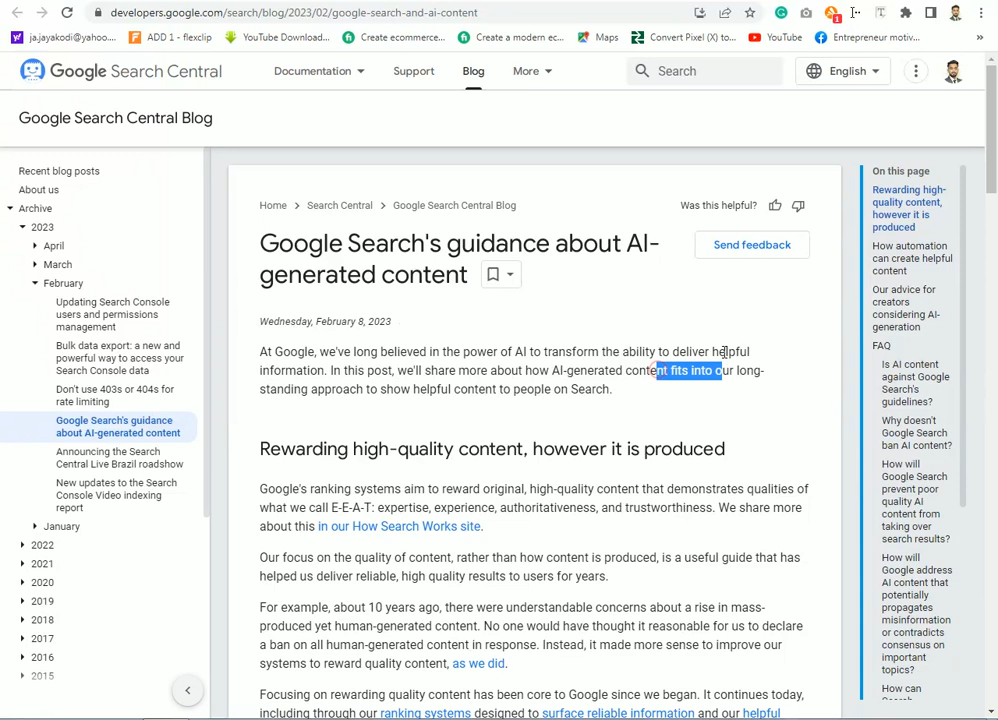 developers.google.com/search/blog/2023/02/google-search-and-ai-content
1
ja.jayakodi@yahoo....
ADD 1 - flexclip
YouTube Download...
Create ecommerce...
Create a modern ec...
Maps
Convert Pixel (X) to...
YouTube
Entrepreneur motiv...
»
Google Search Central
Documentation
Support
Blog
More
Search
English
Google Search Central Blog
Recent blog posts
About us
Archive
2023
April
March
February
Updating Search Console
users and permissions
management
Bulk data export: a new and
powerful way to access your
Search Console data
Don't use 403s or 404s for
rate limiting
Google Search's guidance
about AI-generated content
Announcing the Search
Central Live Brazil roadshow
New updates to the Search
Console Video indexing
report
January
2022
2021
2020
2019
2018
2017
2016
2015
Home > Search Central > Google Search Central Blog
Was this helpful?
Google Search's guidance about AI-
generated content
Send feedback
Wednesday, February 8, 2023
At Google, we've long believed in the power of AI to transform the ability to deliver helpful
information. In this post, we'll share more about how AI-generated content fits into our long-
standing approach to show helpful content to people on Search.
Rewarding high-quality content, however it is produced
Google's ranking systems aim to reward original, high-quality content that demonstrates qualities of
what we call E-E-A-T: expertise, experience, authoritativeness, and trustworthiness. We share more
about this in our How Search Works site.
Our focus on the quality of content, rather than how content is produced, is a useful guide that has
helped us deliver reliable, high quality results to users for years.
For example, about 10 years ago, there were understandable concerns about a rise in mass-
produced yet human-generated content. No one would have thought it reasonable for us to declare
a ban on all human-generated content in response. Instead, it made more sense to improve our
systems to reward quality content, as we did.
Focusing on rewarding quality content has been core to Google since we began. It continues today,
including through our ranking systems designed to surface reliable information and our helpful
On this page
Rewarding high-
quality content,
however it is
produced
How automation
can create helpful
content
Our advice for
creators
considering AI-
generation
FAQ
Is AI content
against Google
Search's
guidelines?
Why doesn't
Google Search
ban AI content?
How will
Google Search
prevent poor
quality AI
content from
taking over
search results?
How will
Google address
AI content that
potentially
propagates
misinformation
or contradicts
consensus on
important
topics?
How can